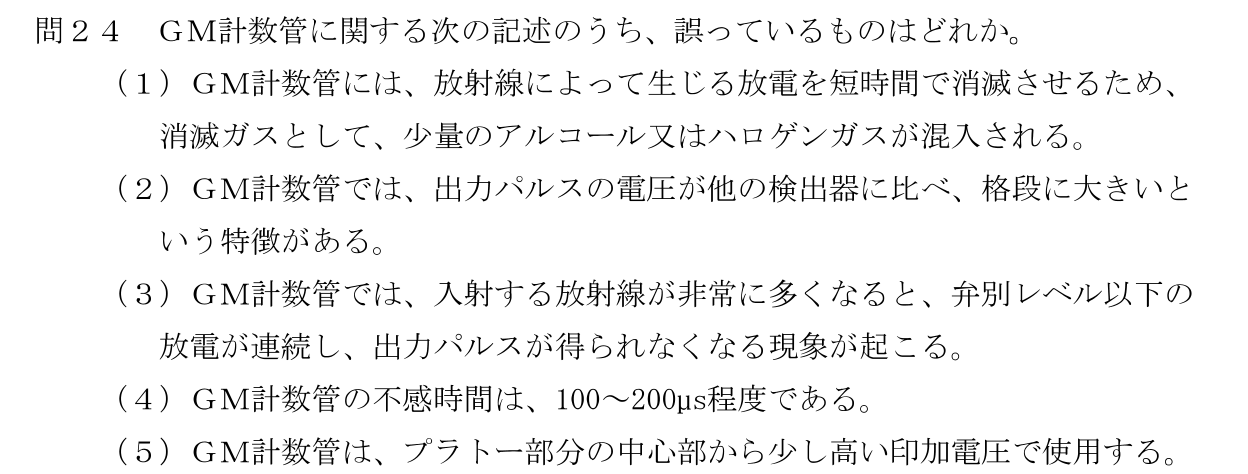 問２４　ＧＭ計数管に関する次の記述のうち、誤っているものはどれか。
（１）ＧＭ計数管には、放射線によって生じる放電を短時間で消滅させるため、
消滅ガスとして、少量のアルコール又はハロゲンガスが混入される。
（２）ＧＭ計数管では、出力パルスの電圧が他の検出器に比べ、格段に大きいと
いう特徴がある。
（３）ＧＭ計数管では、入射する放射線が非常に多くなると、弁別レベル以下の
放電が連続し、出力パルスが得られなくなる現象が起こる。
（４）ＧＭ計数管の不感時間は、100～200µs程度である。
（５）ＧＭ計数管は、プラトー部分の中心部から少し高い印加電圧で使用する。